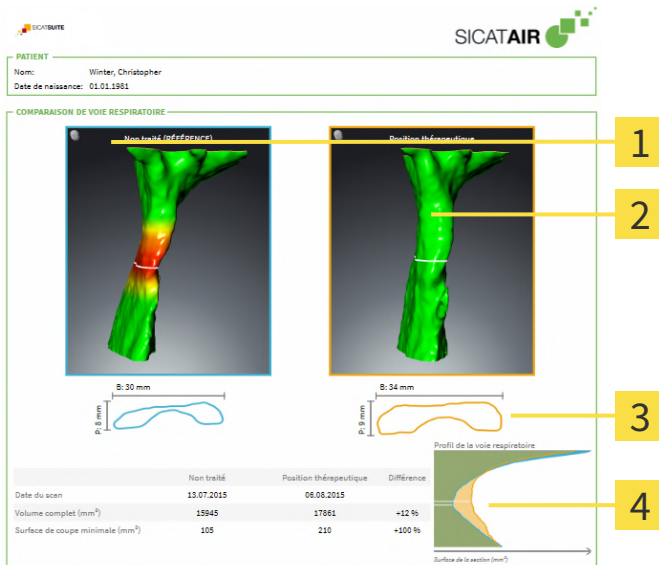 SICATSUITE
SICATAIR
PATIENT
Nom: Winter, Christopher
Date de naissance: 01.01.1981
COMPARAISON DE VOIE RESPIRATOIRE
Non traité (RÉFÉRENCE)
Position thérapeutique
1
2
B: 30 mm
P: 8 mm
B: 34 mm
P: 9 mm
3
Profil de la voie respiratoire
Non traité Position thérapeutique Différence
Date du scan 13.07.2015 06.08.2015
Volume complet (mm³) 15945 17861 +12 %
Surface de coupe minimale (mm²) 105 210 +100 %
4
Surface de la section (mm²)